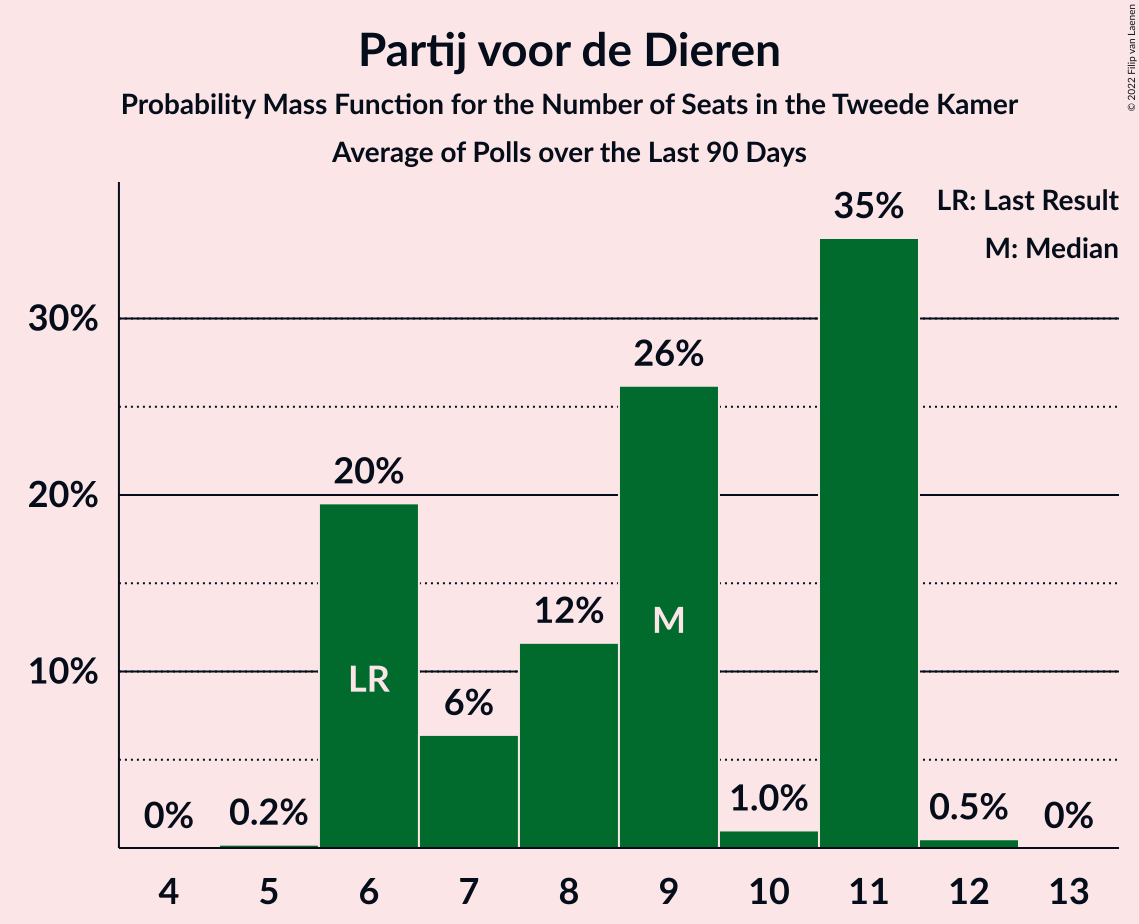 Partij voor de Dieren
Probability Mass Function for the Number of Seats in the Tweede Kamer
Average of Polls over the Last 90 Days
© 2022 Filip van Laenen
LR: Last Result
M: Median
35%
30%
26%
20%
20%
12%
M
10%
LR
6%
0%
0.2%
1.0%
0.5%
0%
4 5 6 7 8 9 10 11 12 13